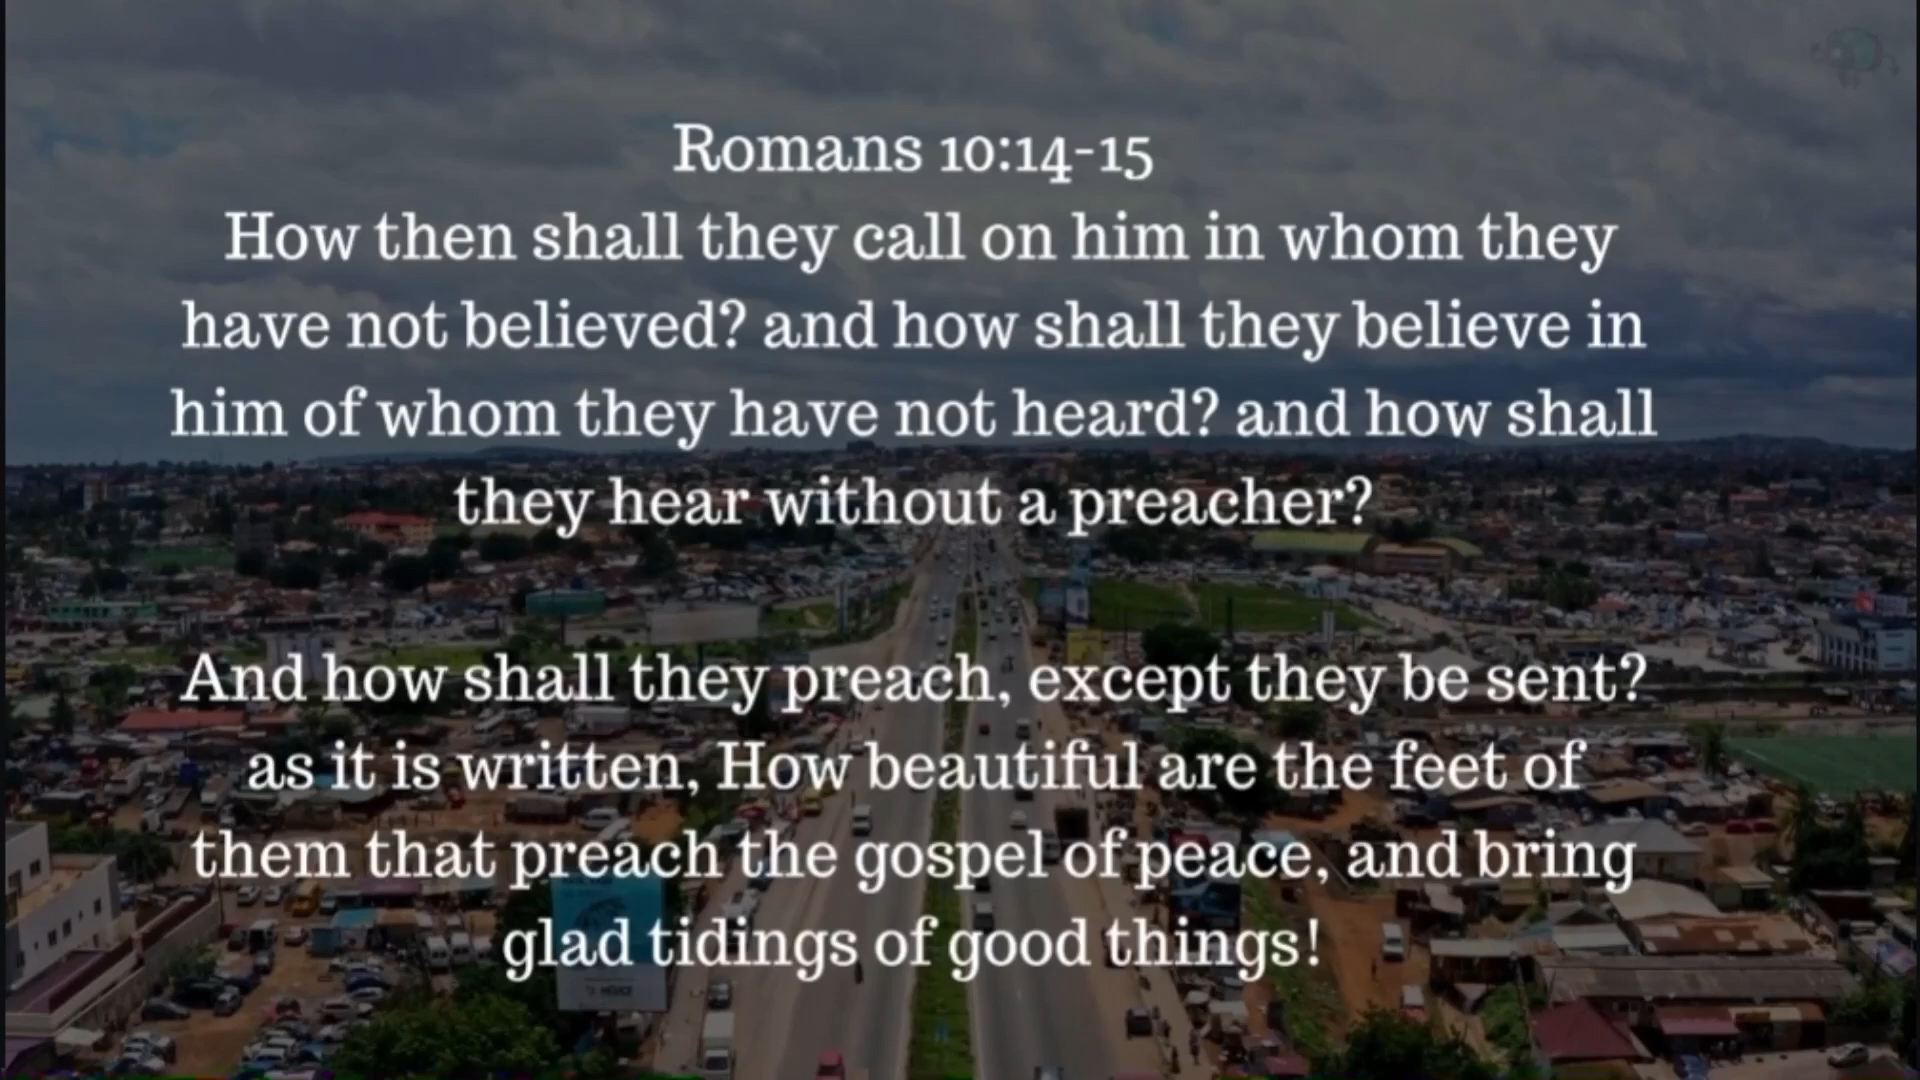 Romans 10:14-15
How then shall they call on him in whom they
have not believed? and how shall they believe in
him of whom they have not heard? and how shall
they hear without a preacher?
And how shall they preach, except they be sent?
as it is written, How beautiful are the feet of
them that preach the gospel of peace, and bring
glad tidings of good things!